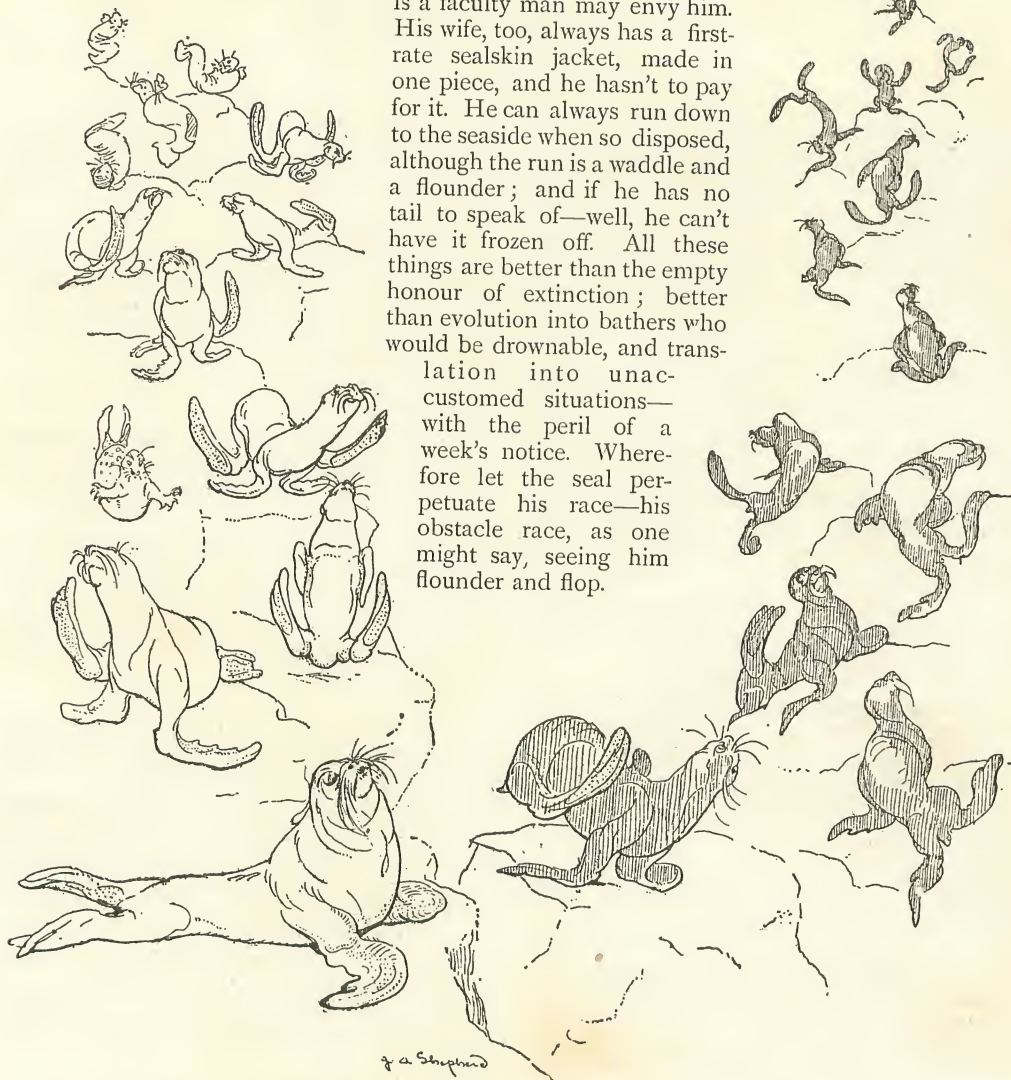 is a faculty man may envy him.
His wife, too, always has a first-
rate sealskin jacket, made in
one piece, and he hasn't to pay
for it. He can always run down
to the seaside when so disposed,
although the run is a waddle and
a flounder; and if he has no
tail to speak of—well, he can't
have it frozen off. All these
things are better than the empty
honour of extinction; better
than evolution into bathers who
would be drownable, and trans-
lation into unac-
customed situations—
with the peril of a
week's notice. Where-
fore let the seal per-
petuate his race—his
obstacle race, as one
might say, seeing him
flounder and flop.
J A Shepherd